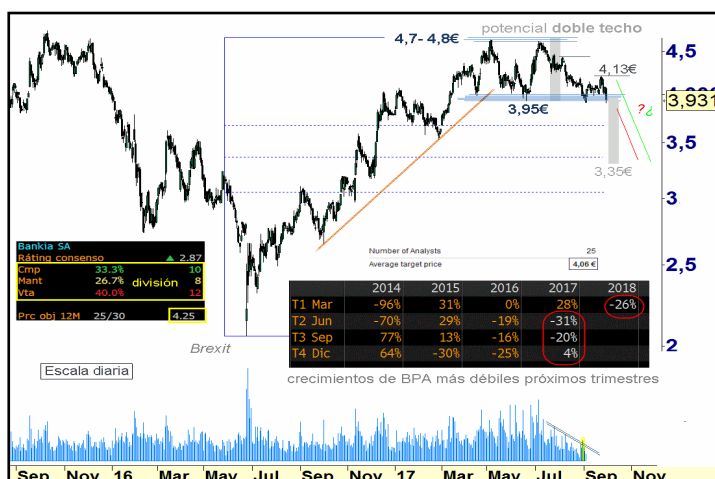 potencial doble techo
4,7- 4,8€
4,5
4,13€
3,931
3,95€
?¿
3,5
3,35€
3
Bankia SA
Ráting consenso 2.87
Cmp 33.3% 10
Mant 26.7% división 8
Vta 40.0% 12
Prc obj 12M 25/30 4.25
Number of Analysts 25
Average target price 4,06 €
2,5
2014 2015 2016 2017 2018
T1 Mar -96% 31% 0% 28% -26%
T2 Jun -70% 29% -19% -31%
T3 Sep 77% 13% -16% -20%
T4 Dic 64% -30% -25% 4%
2
Brexit
Escala diaria
crecimientos de BPA más débiles próximos trimestres
Sep Nov 16 Mar May Jul Sep Nov 17 Mar May Jul Sep Nov